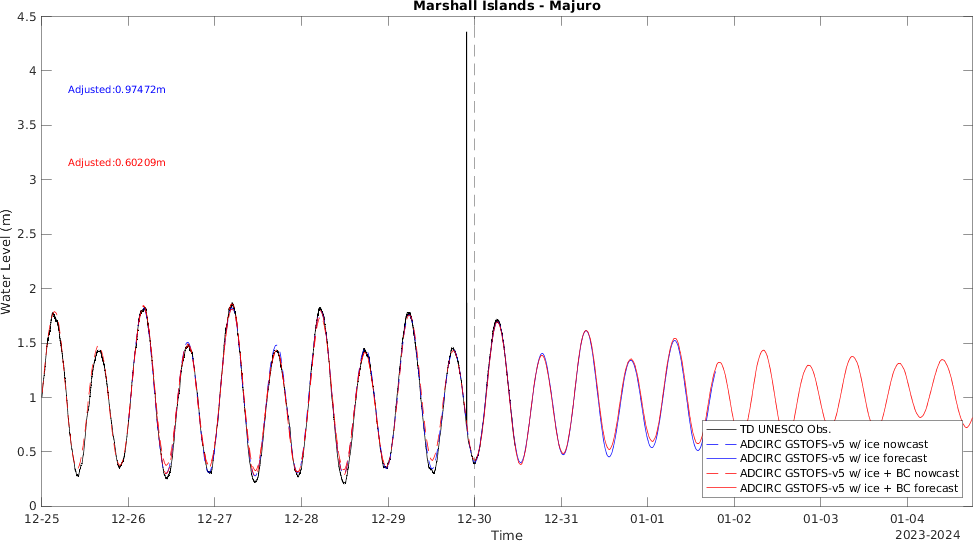 Marshall Islands - Majuro
4.5
4
3.5
3
2.5
2
1.5
1
0.5
0
Water Level (m)
Adjusted:0.97472m
Adjusted:0.60209m
TD UNESCO Obs.
ADCIRC GSTOFS-v5 w/ ice nowcast
ADCIRC GSTOFS-v5 w/ ice forecast
ADCIRC GSTOFS-v5 w/ ice + BC nowcast
ADCIRC GSTOFS-v5 w/ ice + BC forecast
12-25 12-26 12-27 12-28 12-29 12-30 12-31 01-01 01-02 01-03 01-04
Time
2023-2024